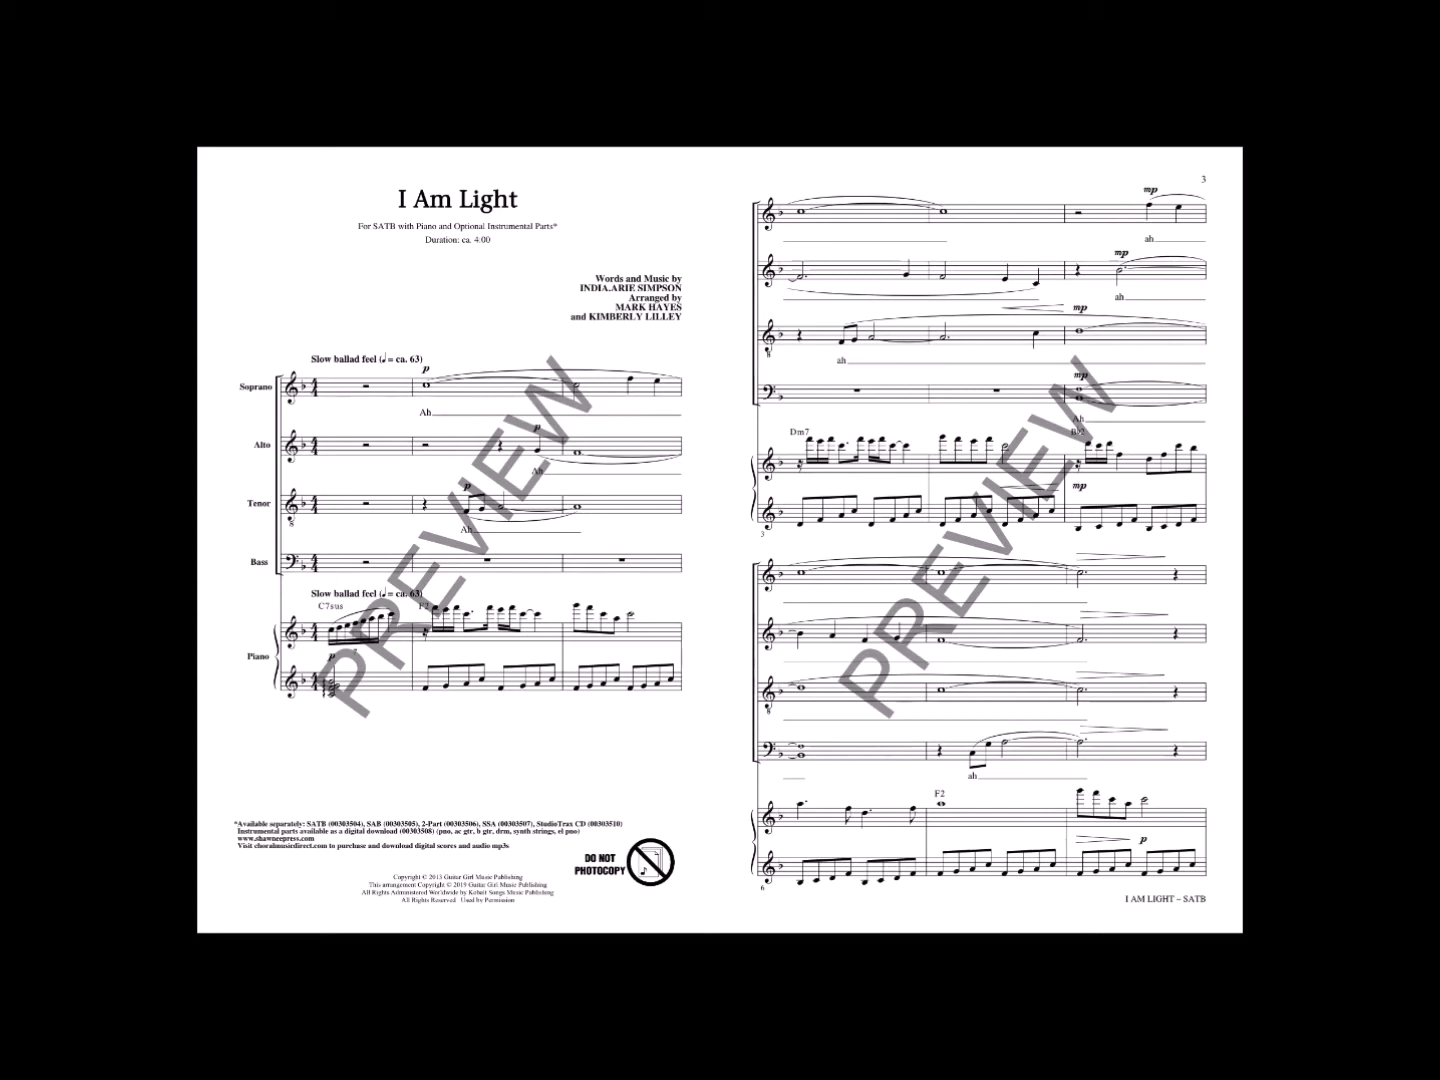 I Am Light
For SATB with Piano and Optional Instrumental Parts*
Duration: ca. 4:00
Words and Music by
INDIA.ARIE SIMPSON
Arranged by
MARK HAYES
and KIMBERLY LILLEY
Slow ballad feel (♩= ca. 63)
p
Soprano
Ah
Alto
p
Ah
Tenor
p
Ah
Bass
Slow ballad feel (♩= ca. 63)
C7sus F2
Piano
p
7
PREVIEW
*Available separately: SATB (00303504), SAB (00303505), 2-Part (00303506), SSA (00303507), StudioTrax CD (00303510)
Instrumental parts available as a digital download (00303508) (pno, ac gtr, b gtr, drm, synth strings, el pno)
www.shawneepress.com
Visit choralmusicdirect.com to purchase and download digital scores and audio mp3s
DO NOT
PHOTOCOPY
Copyright © 2013 Guitar Girl Music Publishing
This arrangement Copyright © 2019 Guitar Girl Music Publishing
All Rights Administered Worldwide by Kobalt Songs Music Publishing
All Rights Reserved Used by Permission
3
mp
ah
mp
ah
mp
ah
mp
Ah
Dm7 B♭2
mp
3
PREVIEW
ah
F2
p
6
I AM LIGHT – SATB